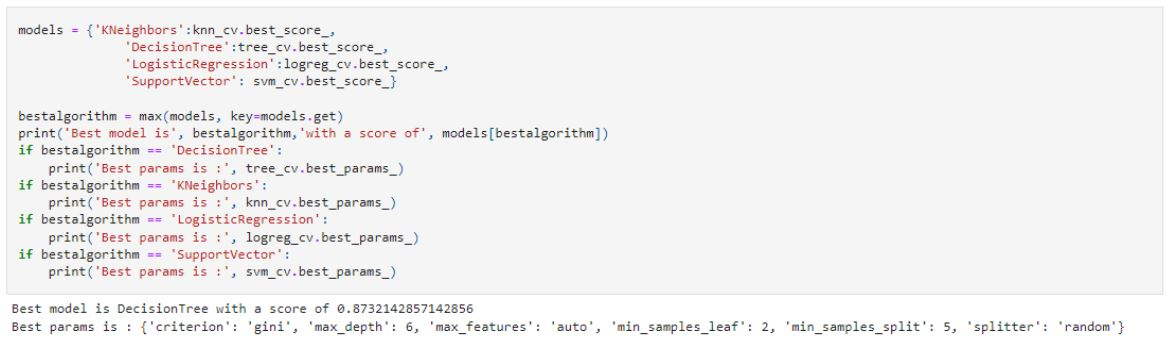 models = {'KNeighbors':knn_cv.best_score_,
              'DecisionTree':tree_cv.best_score_,
              'LogisticRegression':logreg_cv.best_score_,
              'SupportVector': svm_cv.best_score_}

bestalgorithm = max(models, key=models.get)
print('Best model is', bestalgorithm,'with a score of', models[bestalgorithm])
if bestalgorithm == 'DecisionTree':
    print('Best params is :', tree_cv.best_params_)
if bestalgorithm == 'KNeighbors':
    print('Best params is :', knn_cv.best_params_)
if bestalgorithm == 'LogisticRegression':
    print('Best params is :', logreg_cv.best_params_)
if bestalgorithm == 'SupportVector':
    print('Best params is :', svm_cv.best_params_)
Best model is DecisionTree with a score of 0.8732142857142856
Best params is : {'criterion': 'gini', 'max_depth': 6, 'max_features': 'auto', 'min_samples_leaf': 2, 'min_samples_split': 5, 'splitter': 'random'}